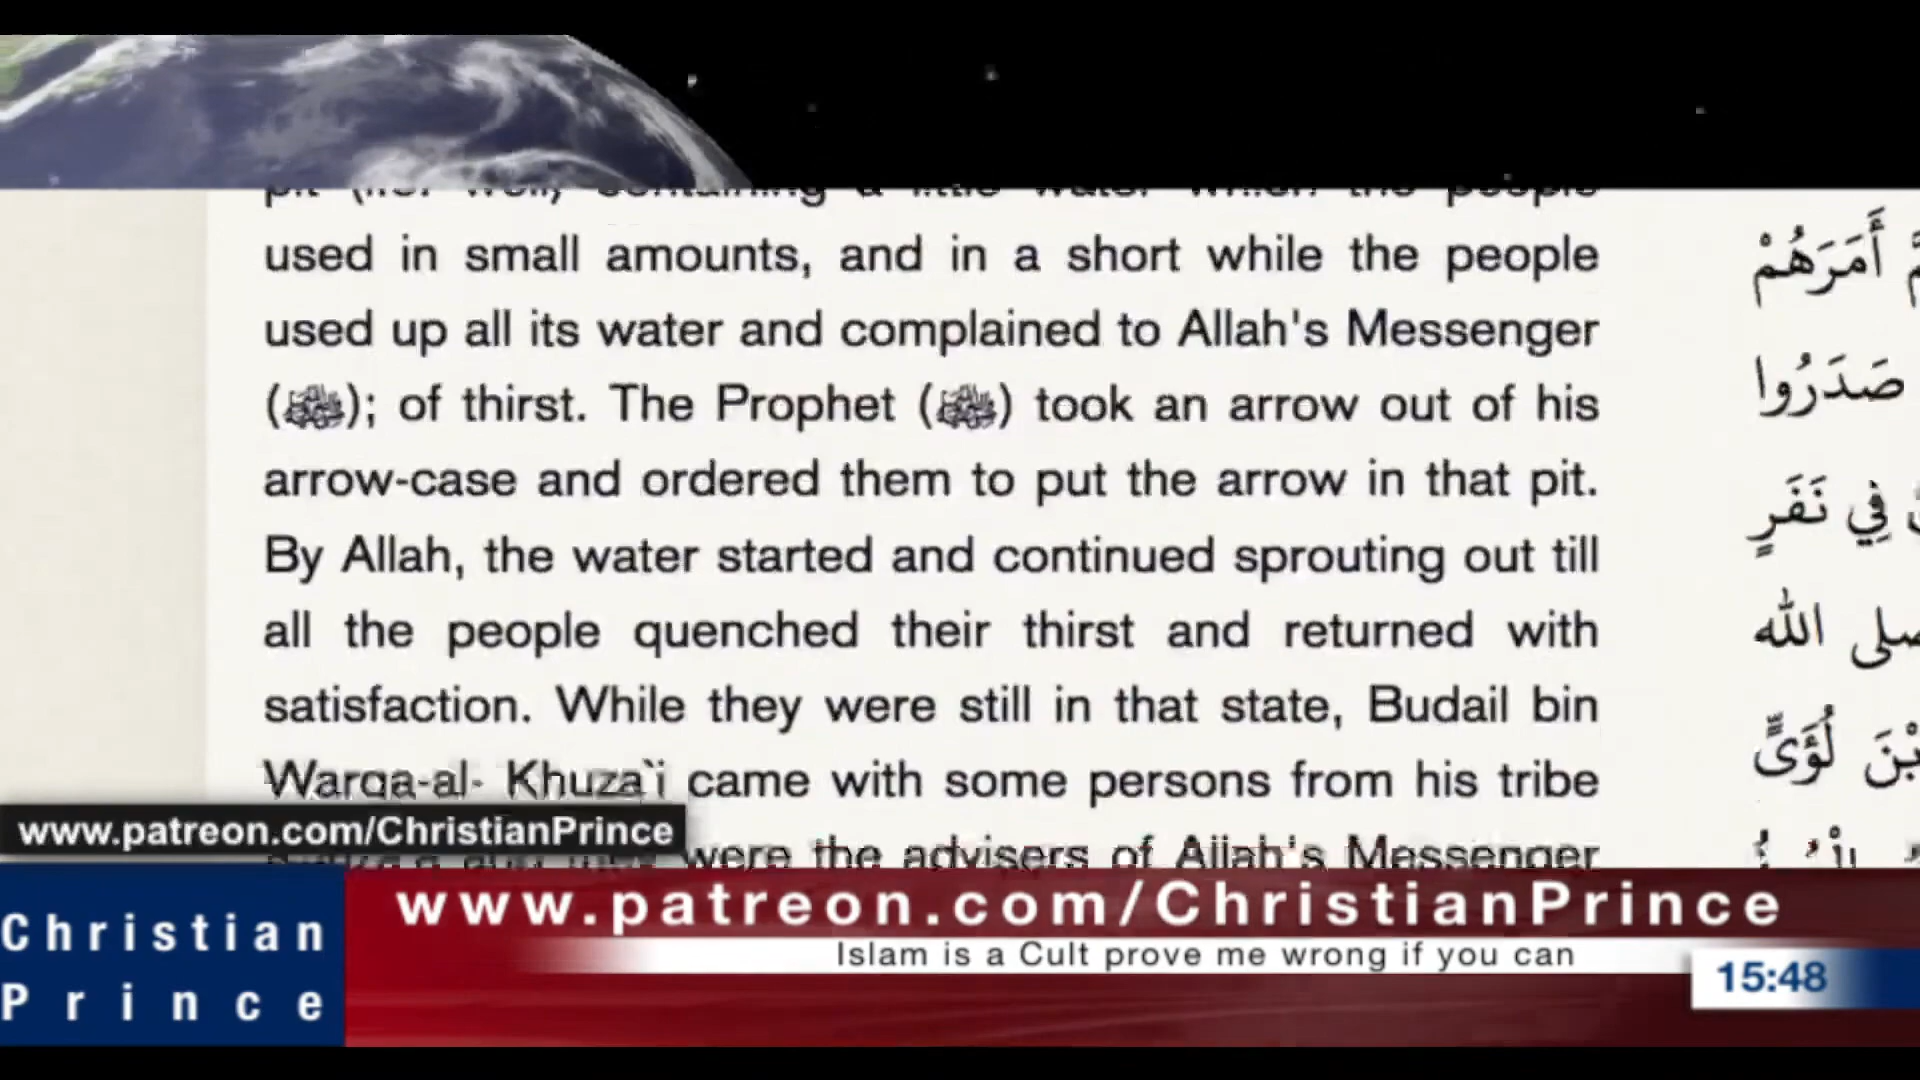 used in small amounts, and in a short while the people
used up all its water and complained to Allah's Messenger
(ﷺ); of thirst. The Prophet (ﷺ) took an arrow out of his
arrow-case and ordered them to put the arrow in that pit.
By Allah, the water started and continued sprouting out till
all the people quenched their thirst and returned with
satisfaction. While they were still in that state, Budail bin
Warqa-al- Khuza`i came with some persons from his tribe
were the advisers of Allah's Messenger
أَمَرَهُمْ
صَدَرُوا
فِي نَفَرٍ
صلى الله
بْنَ لُؤَىٍّ
www.patreon.com/ChristianPrince
Christian
Prince
www.patreon.com/ChristianPrince
Islam is a Cult prove me wrong if you can
15:48